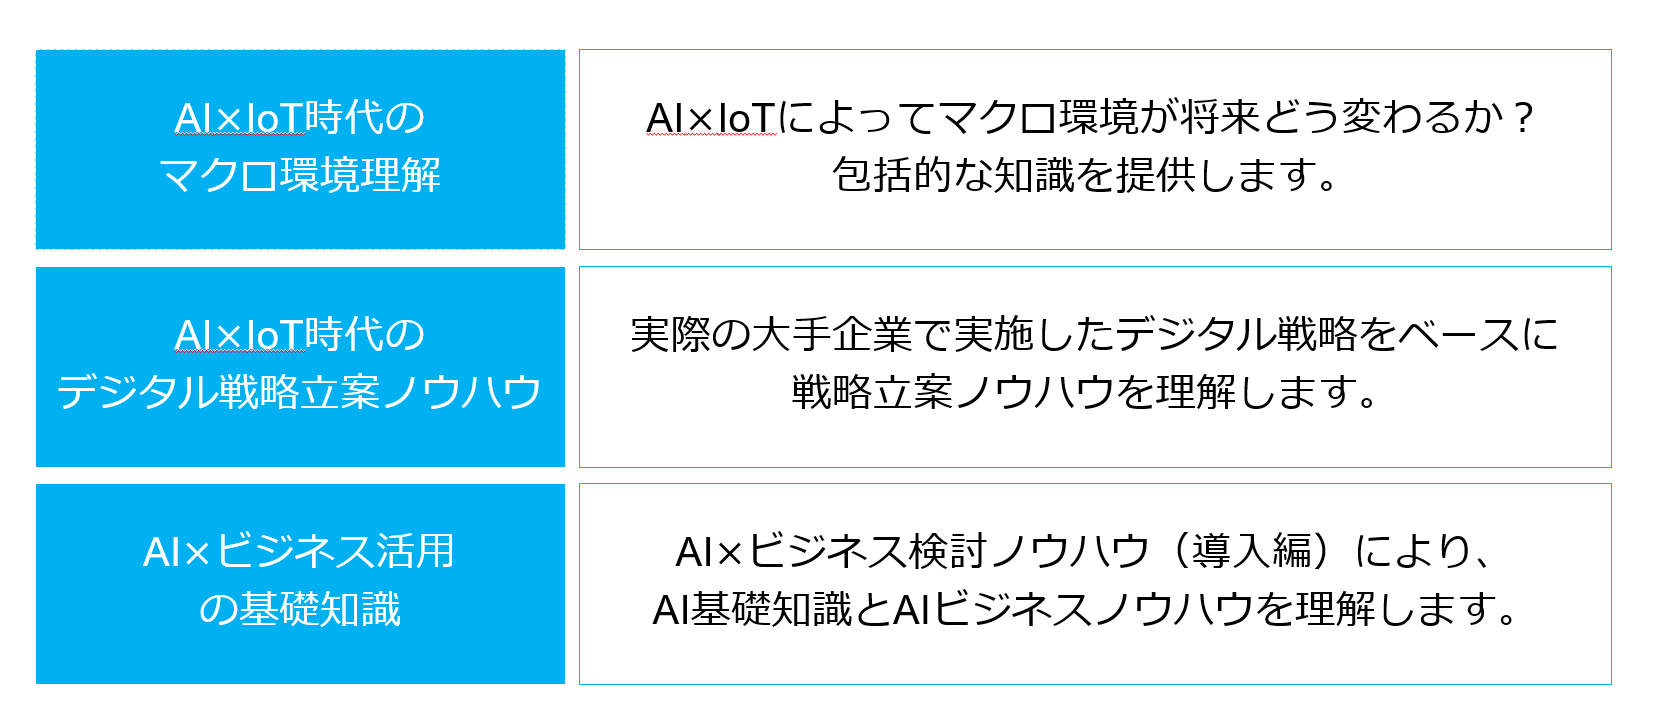 AI×IoT時代の
マクロ環境理解
AI×IoTによってマクロ環境が将来どう変わるか？
包括的な知識を提供します。
AI×IoT時代の
デジタル戦略立案ノウハウ
実際の大手企業で実施したデジタル戦略をベースに
戦略立案ノウハウを理解します。
AI×ビジネス活用
の基礎知識
AI×ビジネス検討ノウハウ（導入編）により、
AI基礎知識とAIビジネスノウハウを理解します。